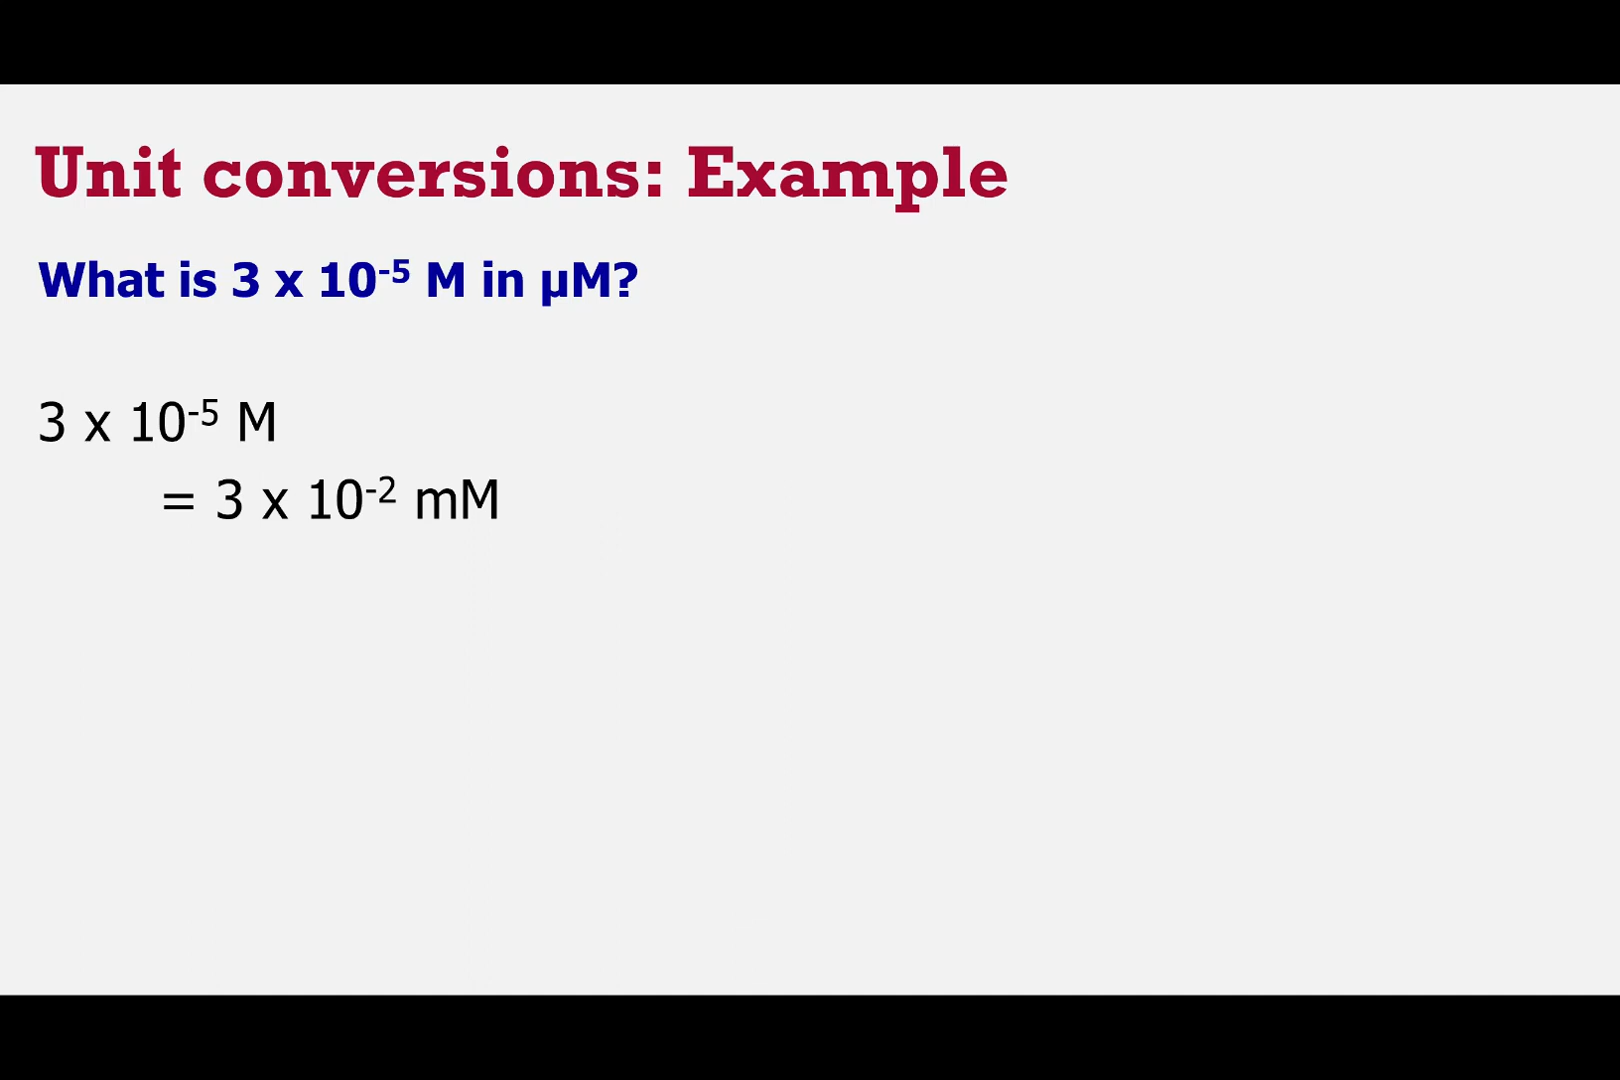 Unit conversions: Example
What is 3 x 10⁻⁵ M in µM?
3 x 10⁻⁵ M
= 3 x 10⁻² mM